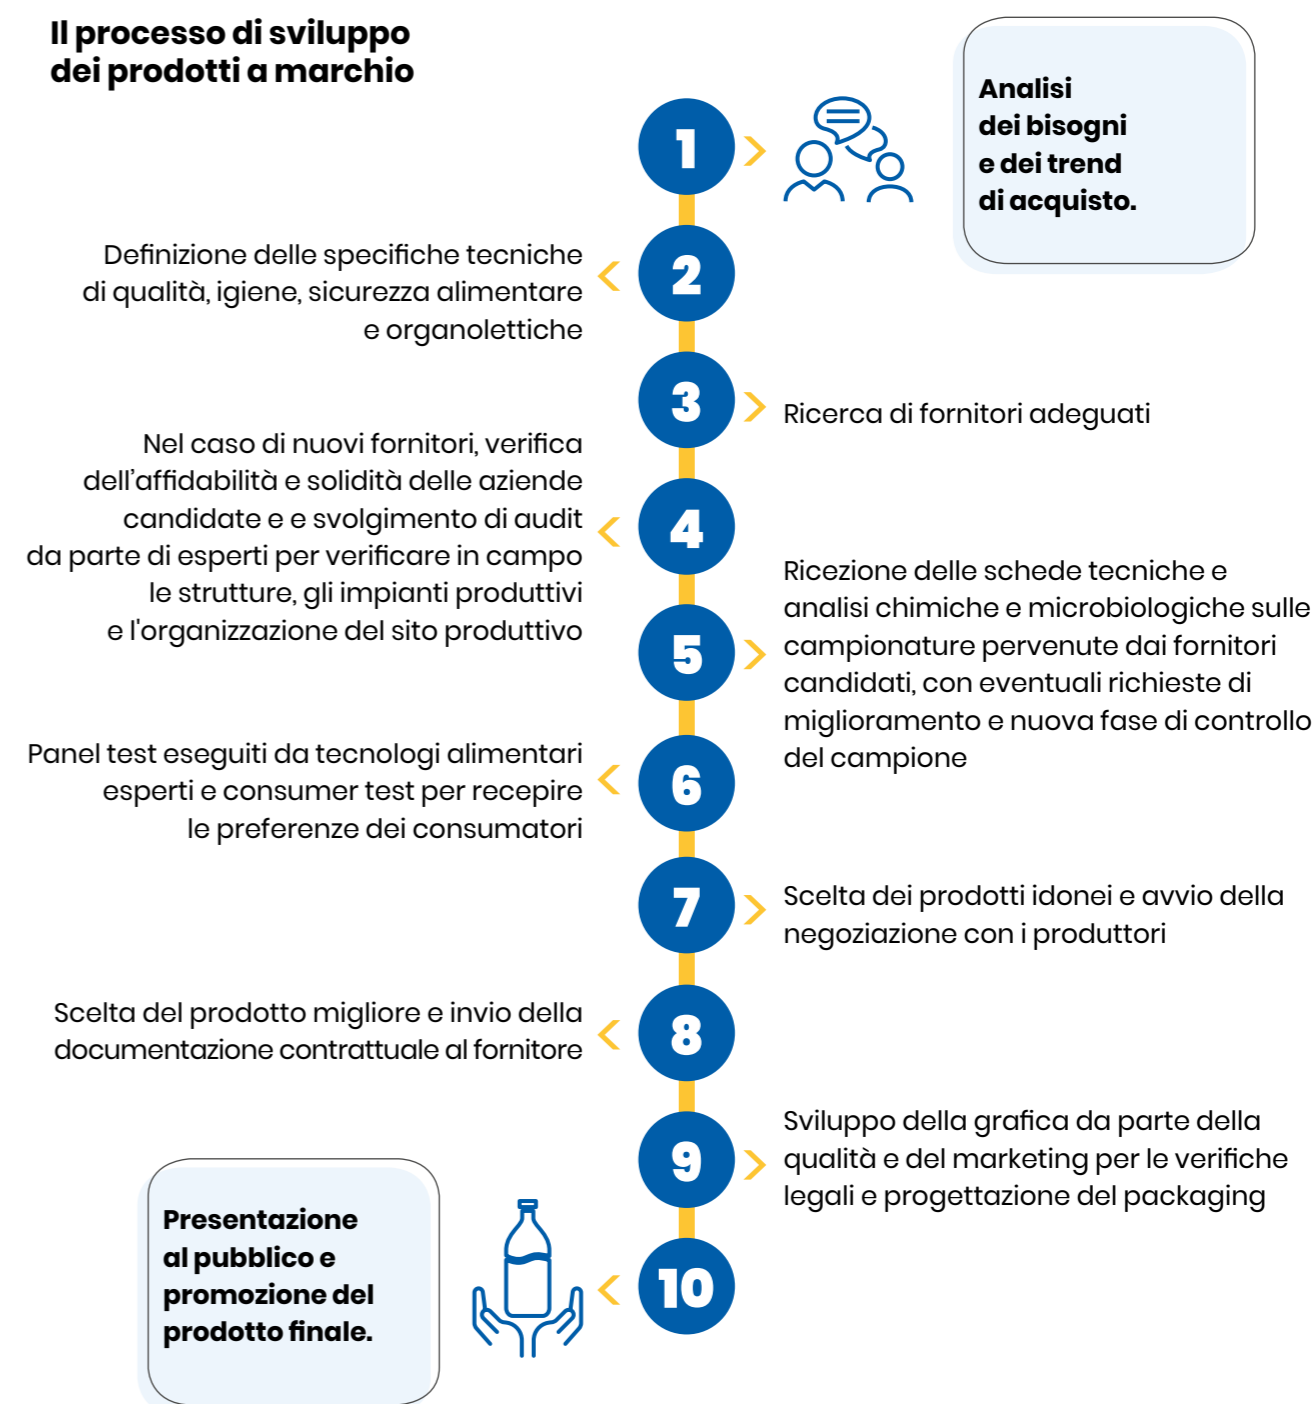 Il processo di sviluppo
dei prodotti a marchio
1
Analisi
dei bisogni
e dei trend
di acquisto.
2
Definizione delle specifiche tecniche
di qualità, igiene, sicurezza alimentare
e organolettiche
3
Ricerca di fornitori adeguati
4
Nel caso di nuovi fornitori, verifica
dell'affidabilità e solidità delle aziende
candidate e e svolgimento di audit
da parte di esperti per verificare in campo
le strutture, gli impianti produttivi
e l'organizzazione del sito produttivo
5
Ricezione delle schede tecniche e
analisi chimiche e microbiologiche sulle
campionature pervenute dai fornitori
candidati, con eventuali richieste di
miglioramento e nuova fase di controllo
del campione
6
Panel test eseguiti da tecnologi alimentari
esperti e consumer test per recepire
le preferenze dei consumatori
7
Scelta dei prodotti idonei e avvio della
negoziazione con i produttori
8
Scelta del prodotto migliore e invio della
documentazione contrattuale al fornitore
9
Sviluppo della grafica da parte della
qualità e del marketing per le verifiche
legali e progettazione del packaging
10
Presentazione
al pubblico e
promozione del
prodotto finale.